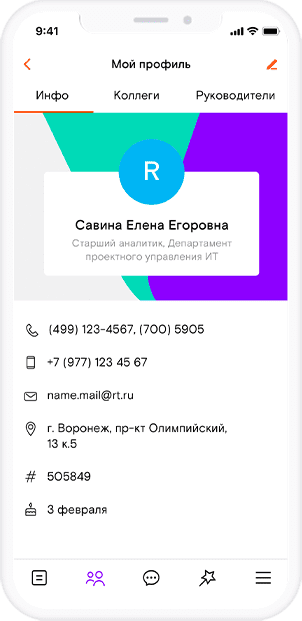 9:41
Мой профиль
Инфо Коллеги Руководители
R
Савина Елена Егоровна
Старший аналитик, Департамент
проектного управления ИТ
(499) 123-4567, (700) 5905
+7 (977) 123 45 67
name.mail@rt.ru
г. Воронеж, пр-кт Олимпийский,
13 к.5
# 505849
3 февраля